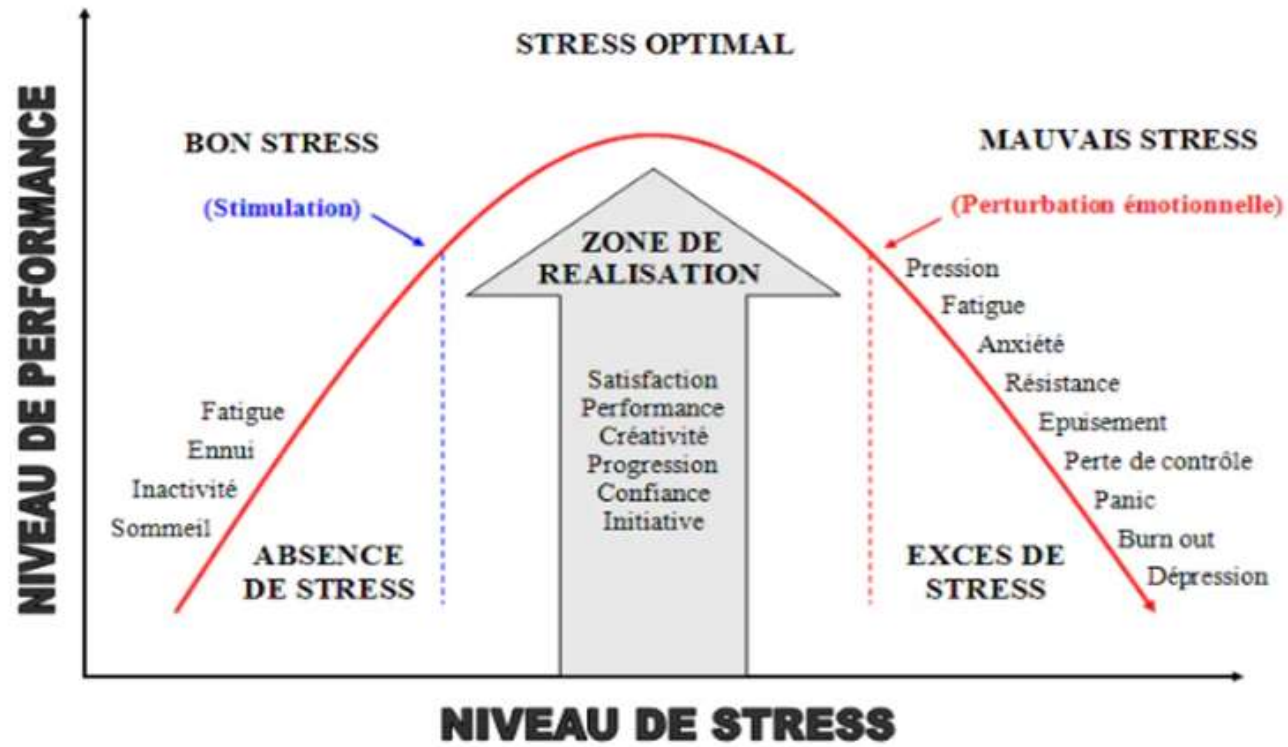 STRESS OPTIMAL
BON STRESS
(Stimulation)
MAUVAIS STRESS
(Perturbation émotionnelle)
NIVEAU DE PERFORMANCE
ZONE DE
REALISATION
Satisfaction
Performance
Créativité
Progression
Confiance
Initiative
Fatigue
Ennui
Inactivité
Sommeil
ABSENCE
DE STRESS
Pression
Fatigue
Anxiété
Résistance
Epuisement
Perte de contrôle
Panic
Burn out
Dépression
EXCES DE
STRESS
NIVEAU DE STRESS